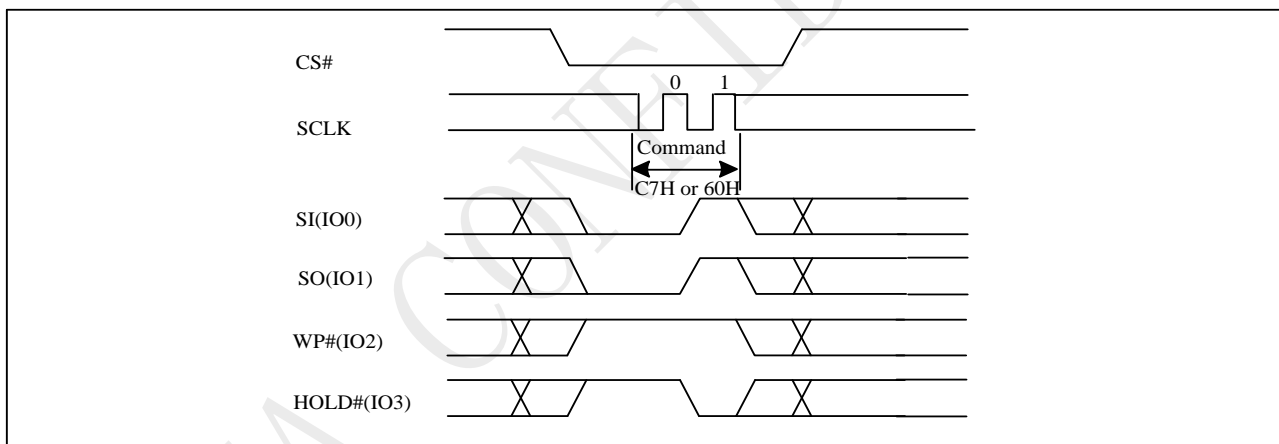 CS#
0 1
SCLK
Command
C7H or 60H
SI(IO0)
SO(IO1)
WP#(IO2)
HOLD#(IO3)